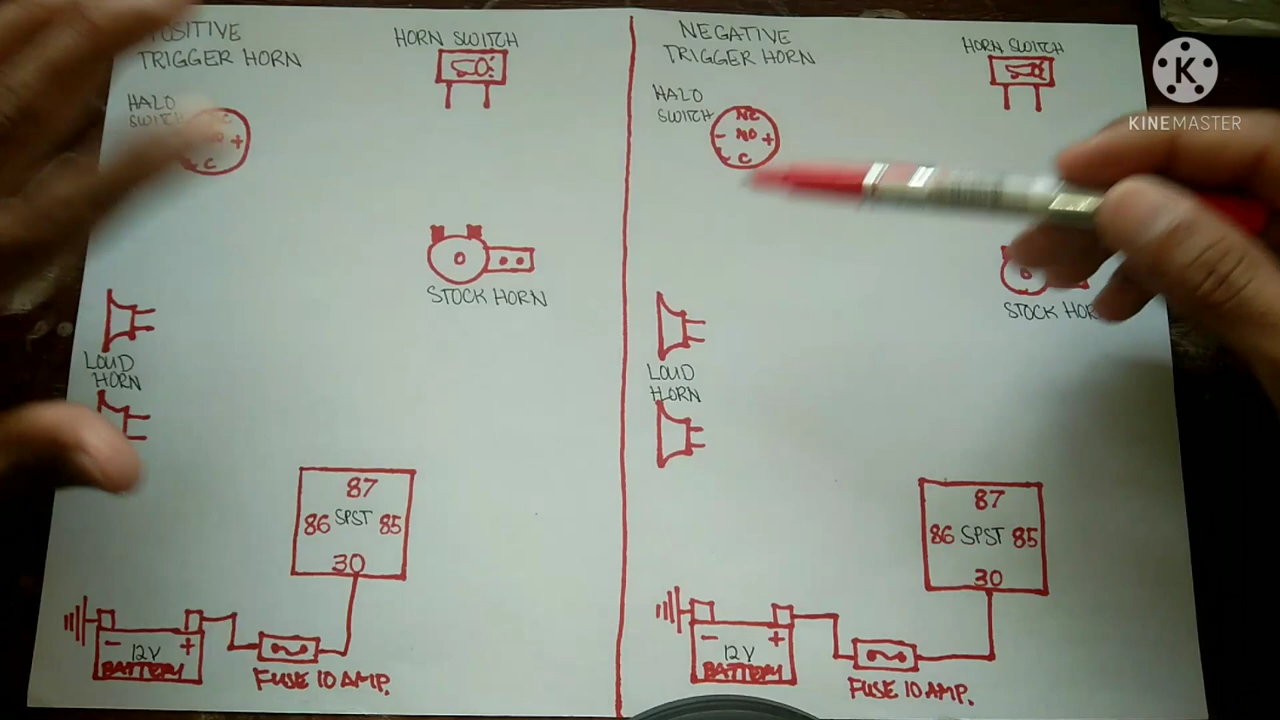 POSITIVE
TRIGGER HORN
HORN SWITCH
HALO
SWITCH
C
+
C
STOCK HORN
LOUD
HORN
87
86 SPST 85
30
- +
12V
BATTERY
FUSE 10 AMP.
NEGATIVE
TRIGGER HORN
HORN SWITCH
HALO
SWITCH
NC
- NO +
C
STOCK HOR
LOUD
HORN
87
86 SPST 85
30
- +
12V
BATTERY
FUSE 10 AMP.
K
KINEMASTER